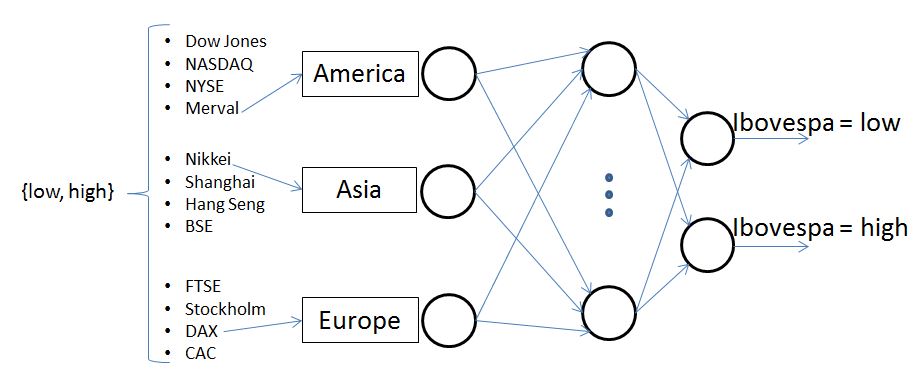 • Dow Jones
• NASDAQ
• NYSE
• Merval
America
{low, high}
• Nikkei
• Shanghai
• Hang Seng
• BSE
Asia
• FTSE
• Stockholm
• DAX
• CAC
Europe
Ibovespa = low
Ibovespa = high